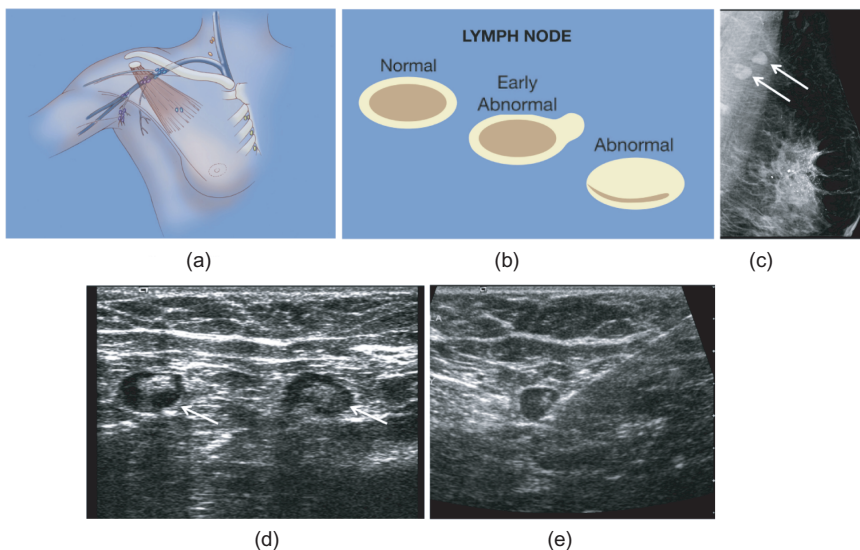 LYMPH NODE
Normal
Early
Abnormal
Abnormal
(a)
(b)
(c)
A
(d)
(e)